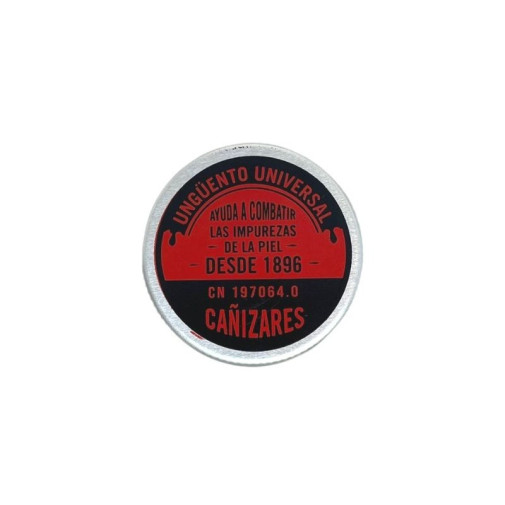 UNGÜENTO UNIVERSAL
AYUDA A COMBATIR
LAS IMPUREZAS
- DE LA PIEL -
- DESDE 1896 -
CN 197064.0
CAÑIZARES